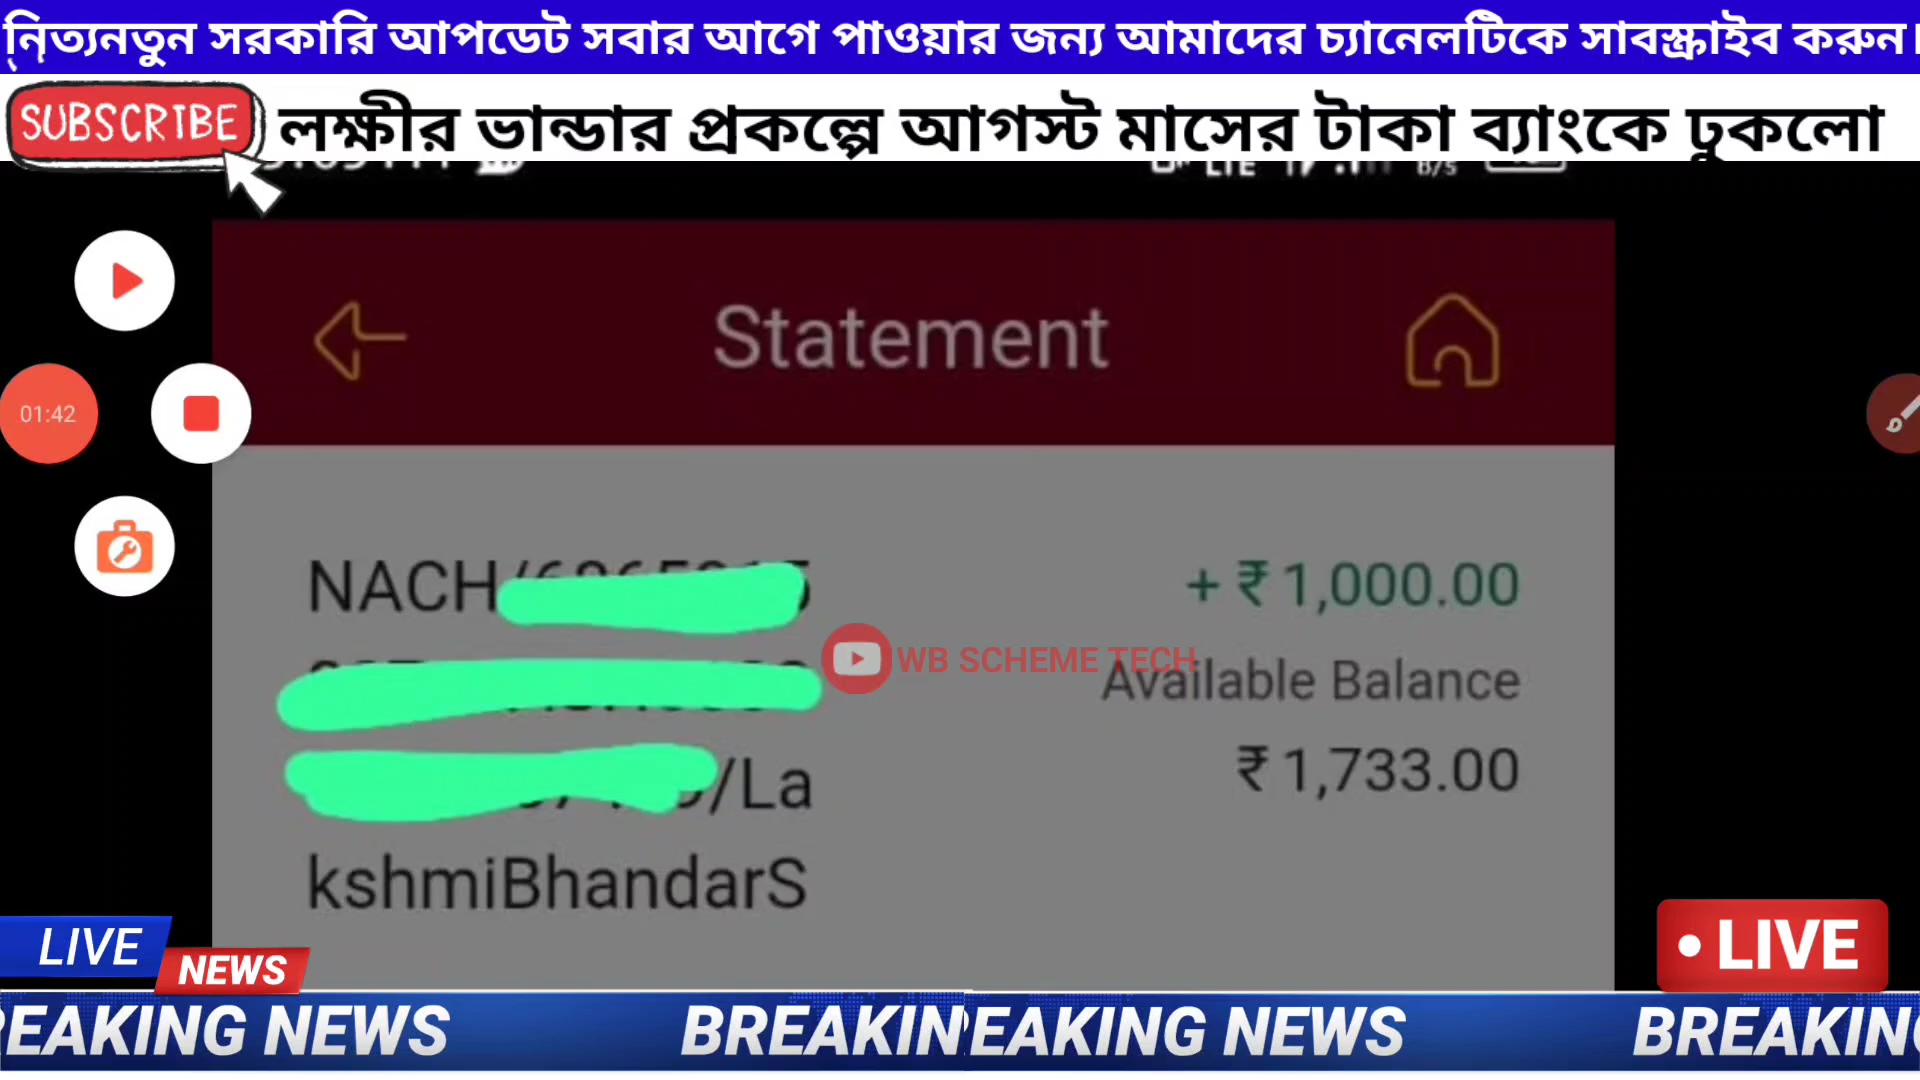 নিত্যনতুন সরকারি আপডেট সবার আগে পাওয়ার জন্য আমাদের চ্যানেলটিকে সাবস্ক্রাইব করুন।
SUBSCRIBE
লক্ষীর ভান্ডার প্রকল্পে আগস্ট মাসের টাকা ব্যাংকে ঢুকলো
LTE
B/S
Statement
01:42
NACH/
+ ₹ 1,000.00
WB SCHEME TECH
Available Balance
/La
₹ 1,733.00
kshmiBhandarS
LIVE
NEWS
LIVE
EAKING NEWS BREAKIN EAKING NEWS BREAKING